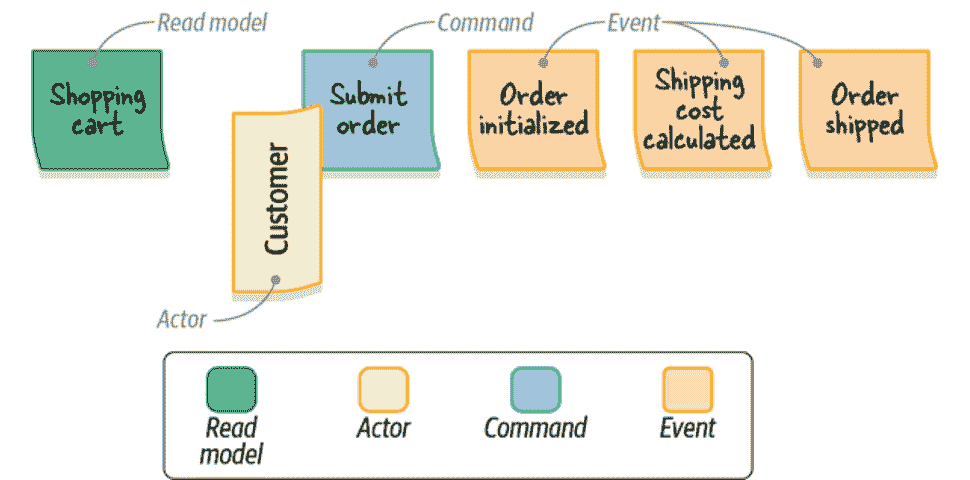 Read model
Command
Event
Shopping
cart
Submit
order
Order
initialized
Shipping
cost
calculated
Order
shipped
Customer
Actor
Read
model
Actor
Command
Event